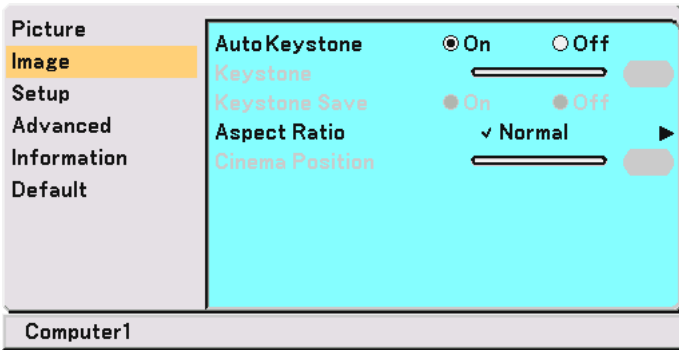 Picture
Image
Setup
Advanced
Information
Default
Auto Keystone On Off
Keystone
Keystone Save On Off
Aspect Ratio ✓ Normal
Cinema Position
Computer1